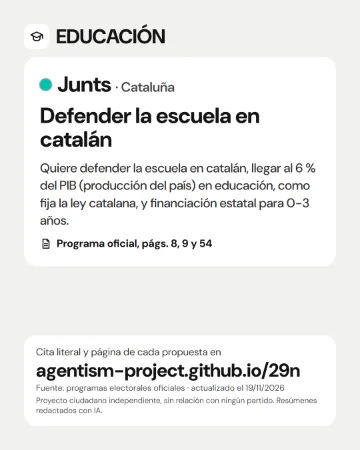 EDUCACIÓN
Junts · Cataluña
Defender la escuela en
catalán
Quiere defender la escuela en catalán, llegar al 6 %
del PIB (producción del país) en educación, como
fija la ley catalana, y financiación estatal para 0-3
años.
Programa oficial, págs. 8, 9 y 54
Cita literal y página de cada propuesta en
agentism-project.github.io/29n
Fuente: programas electorales oficiales · actualizado el 19/11/2026
Proyecto ciudadano independiente, sin relación con ningún partido. Resúmenes
redactados con IA.